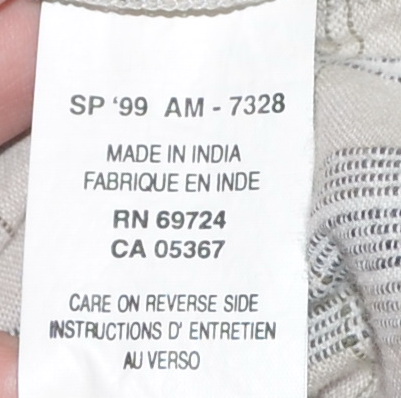 SP '99 AM - 7328
MADE IN INDIA
FABRIQUE EN INDE
RN 69724
CA 05367
CARE ON REVERSE SIDE
INSTRUCTIONS D' ENTRETIEN
AU VERSO